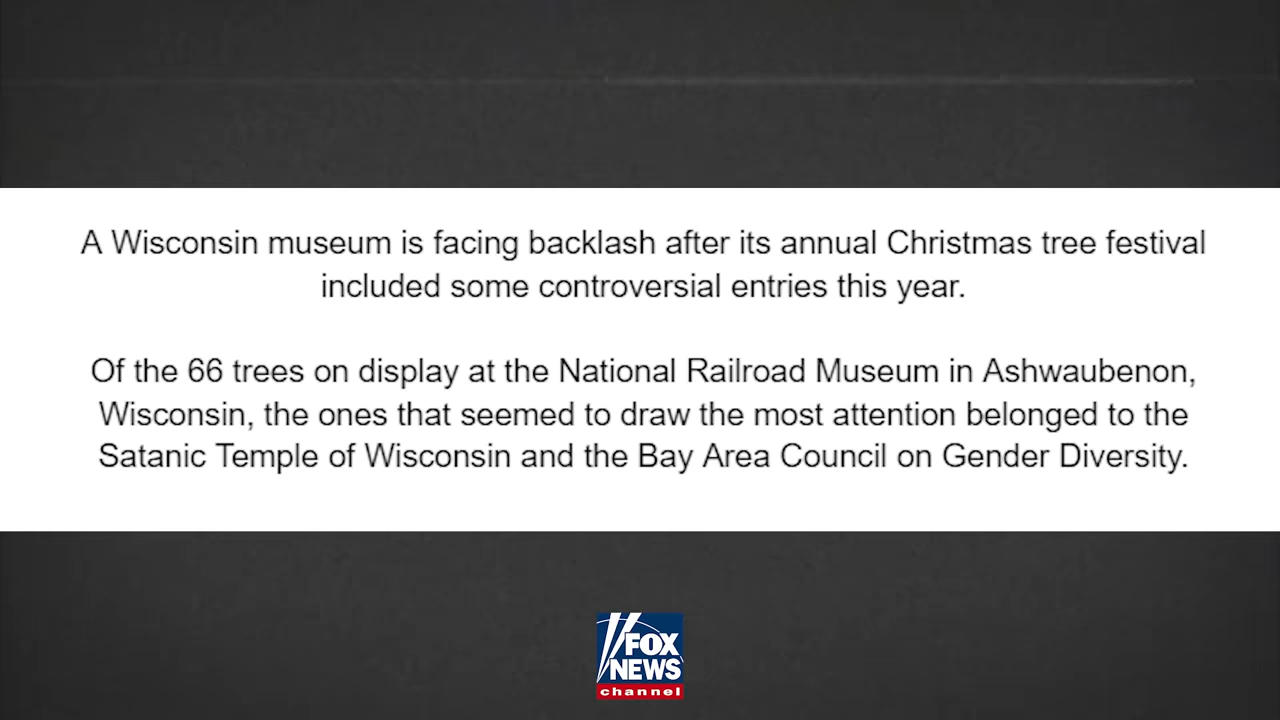 A Wisconsin museum is facing backlash after its annual Christmas tree festival
included some controversial entries this year.
Of the 66 trees on display at the National Railroad Museum in Ashwaubenon,
Wisconsin, the ones that seemed to draw the most attention belonged to the
Satanic Temple of Wisconsin and the Bay Area Council on Gender Diversity.
FOX
NEWS
channel